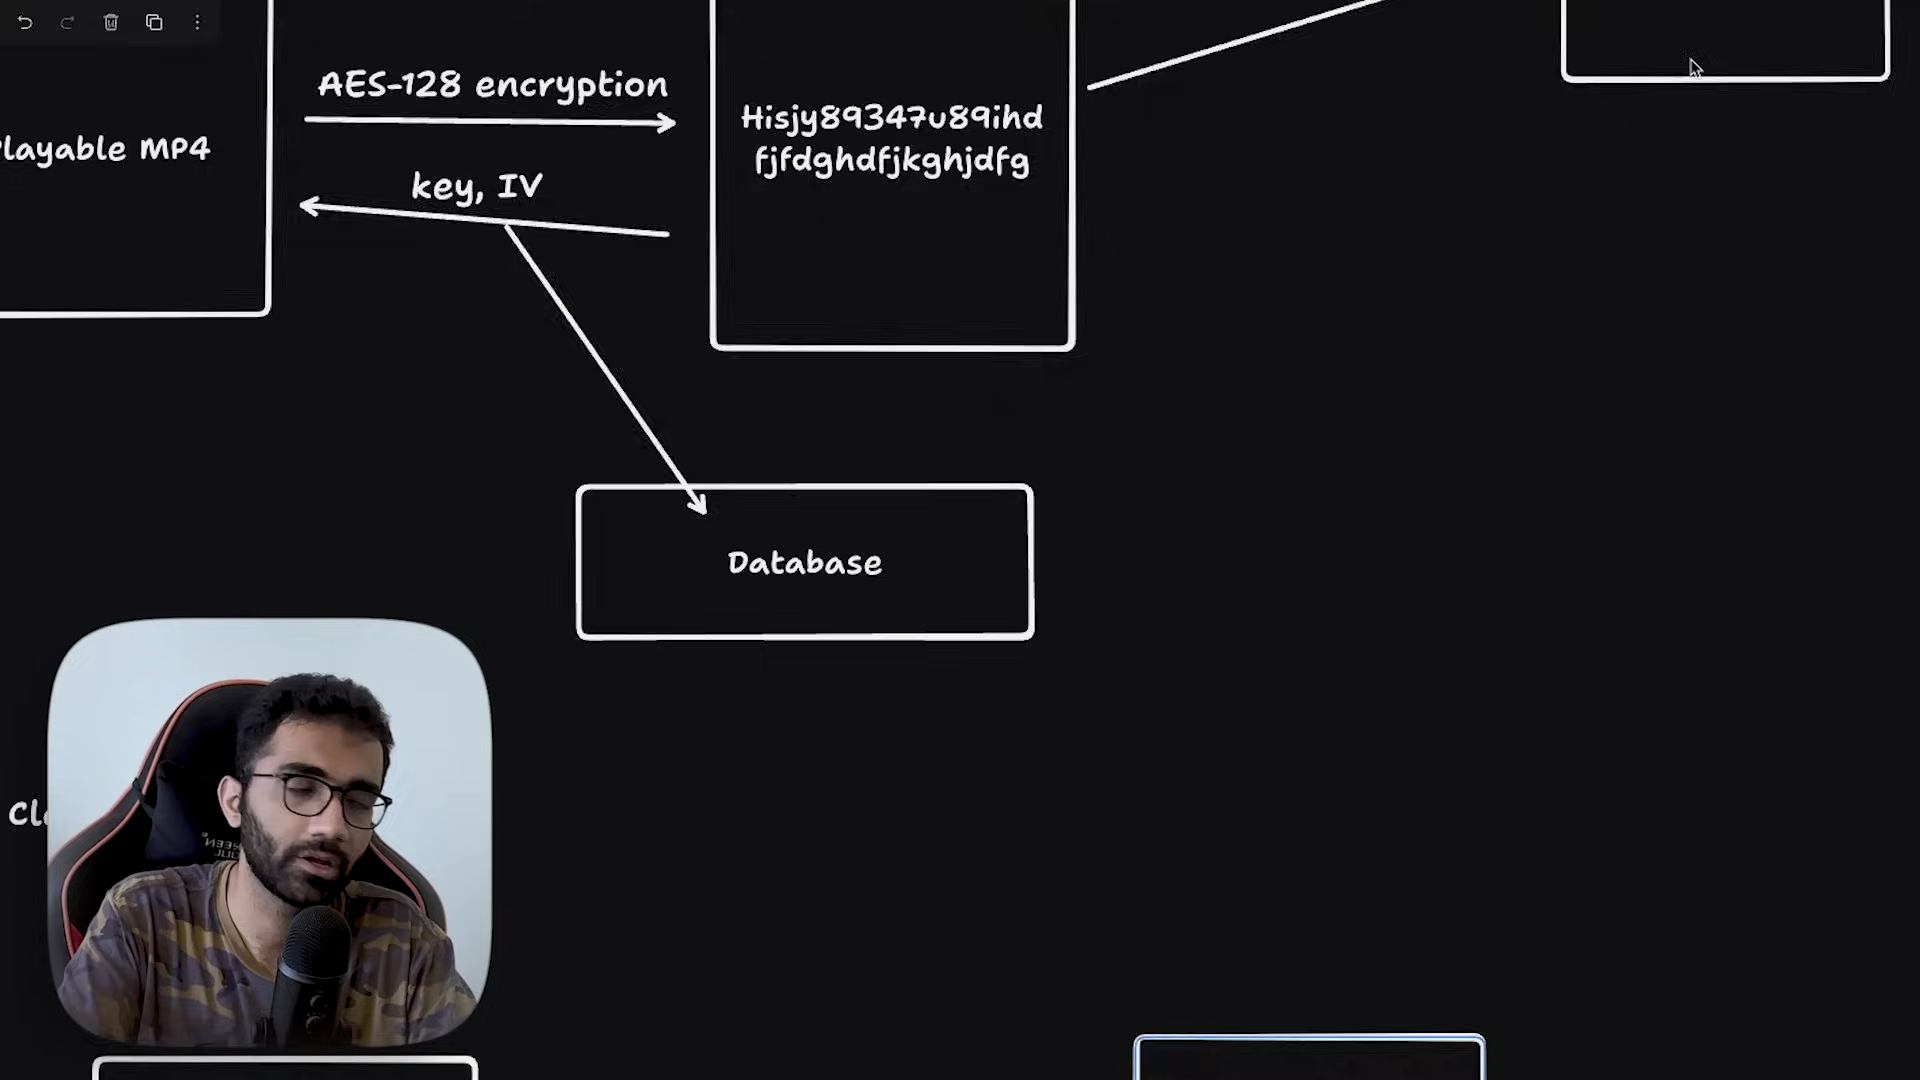 AES-128 encryption
layable MP4
key, IV
Hisjy89347u89ihd
fjfdghdfjkghjdfg
Database
Cl